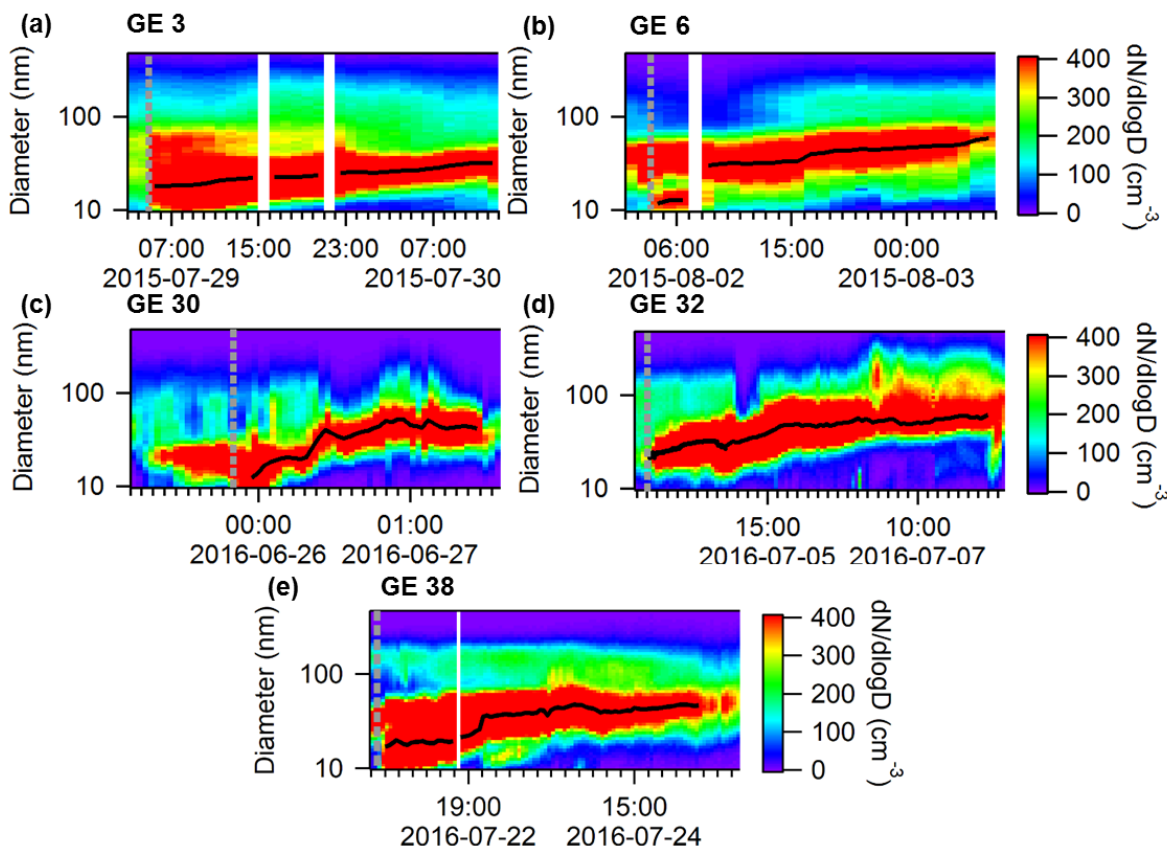 (a) GE 3 (b) GE 6
Diameter (nm)
100
10
07:00 15:00 23:00 07:00
2015-07-29 2015-07-30
Diameter (nm)
100
10
06:00 15:00 00:00
2015-08-02 2015-08-03
400
300
200
100
0
dN/dlogD (cm⁻³)
(c) GE 30 (d) GE 32
Diameter (nm)
100
10
00:00 01:00
2016-06-26 2016-06-27
Diameter (nm)
100
10
15:00 10:00
2016-07-05 2016-07-07
400
300
200
100
0
dN/dlogD (cm⁻³)
(e) GE 38
Diameter (nm)
100
10
19:00 15:00
2016-07-22 2016-07-24
400
300
200
100
0
dN/dlogD (cm⁻³)